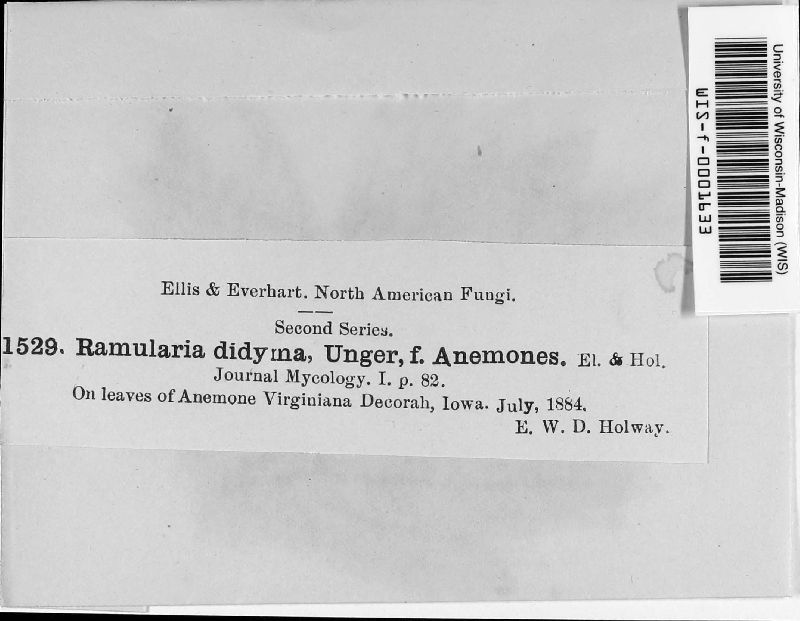 Ellis & Everhart. North American Fungi.
Second Series.
1529. Ramularia didyma, Unger, f. Anemones. El. & Hol.
Journal Mycology. I. p. 82.
On leaves of Anemone Virginiana Decorah, Iowa. July, 1884.
E. W. D. Holway.
University of Wisconsin-Madison (WIS)
WIS-f-0001933